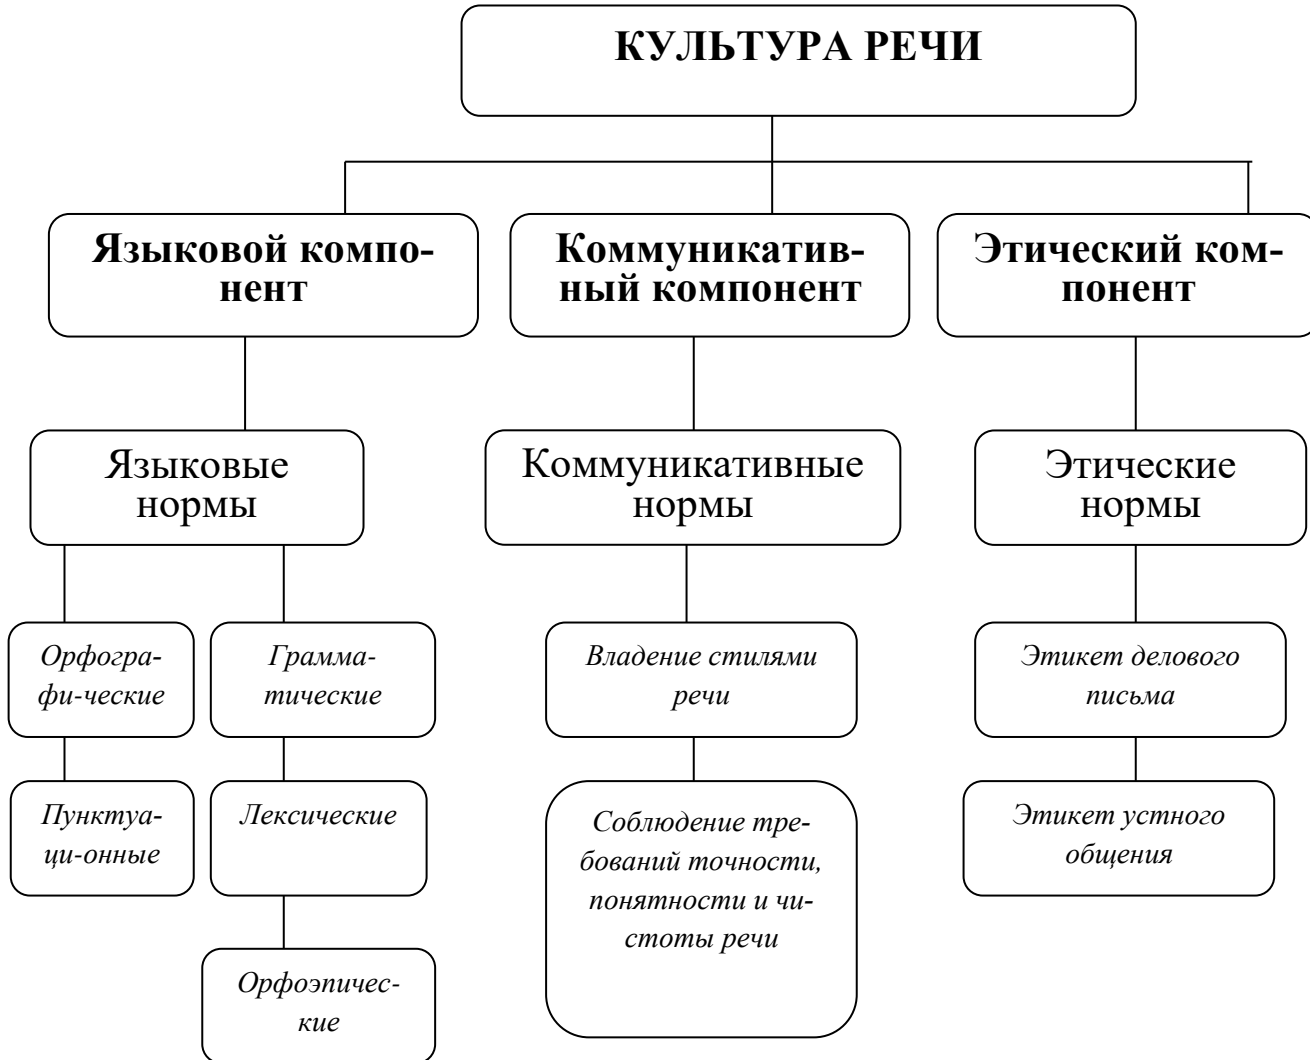 КУЛЬТУРА РЕЧИ
Языковой компо-
нент
Коммуникатив-
ный компонент
Этический ком-
понент
Языковые
нормы
Коммуникативные
нормы
Этические
нормы
Орфогра-
фи-ческие
Грамма-
тические
Владение стилями
речи
Этикет делового
письма
Пунктуа-
ци-онные
Лексические
Соблюдение тре-
бований точности,
понятности и чи-
стоты речи
Этикет устного
общения
Орфоэпичес-
кие